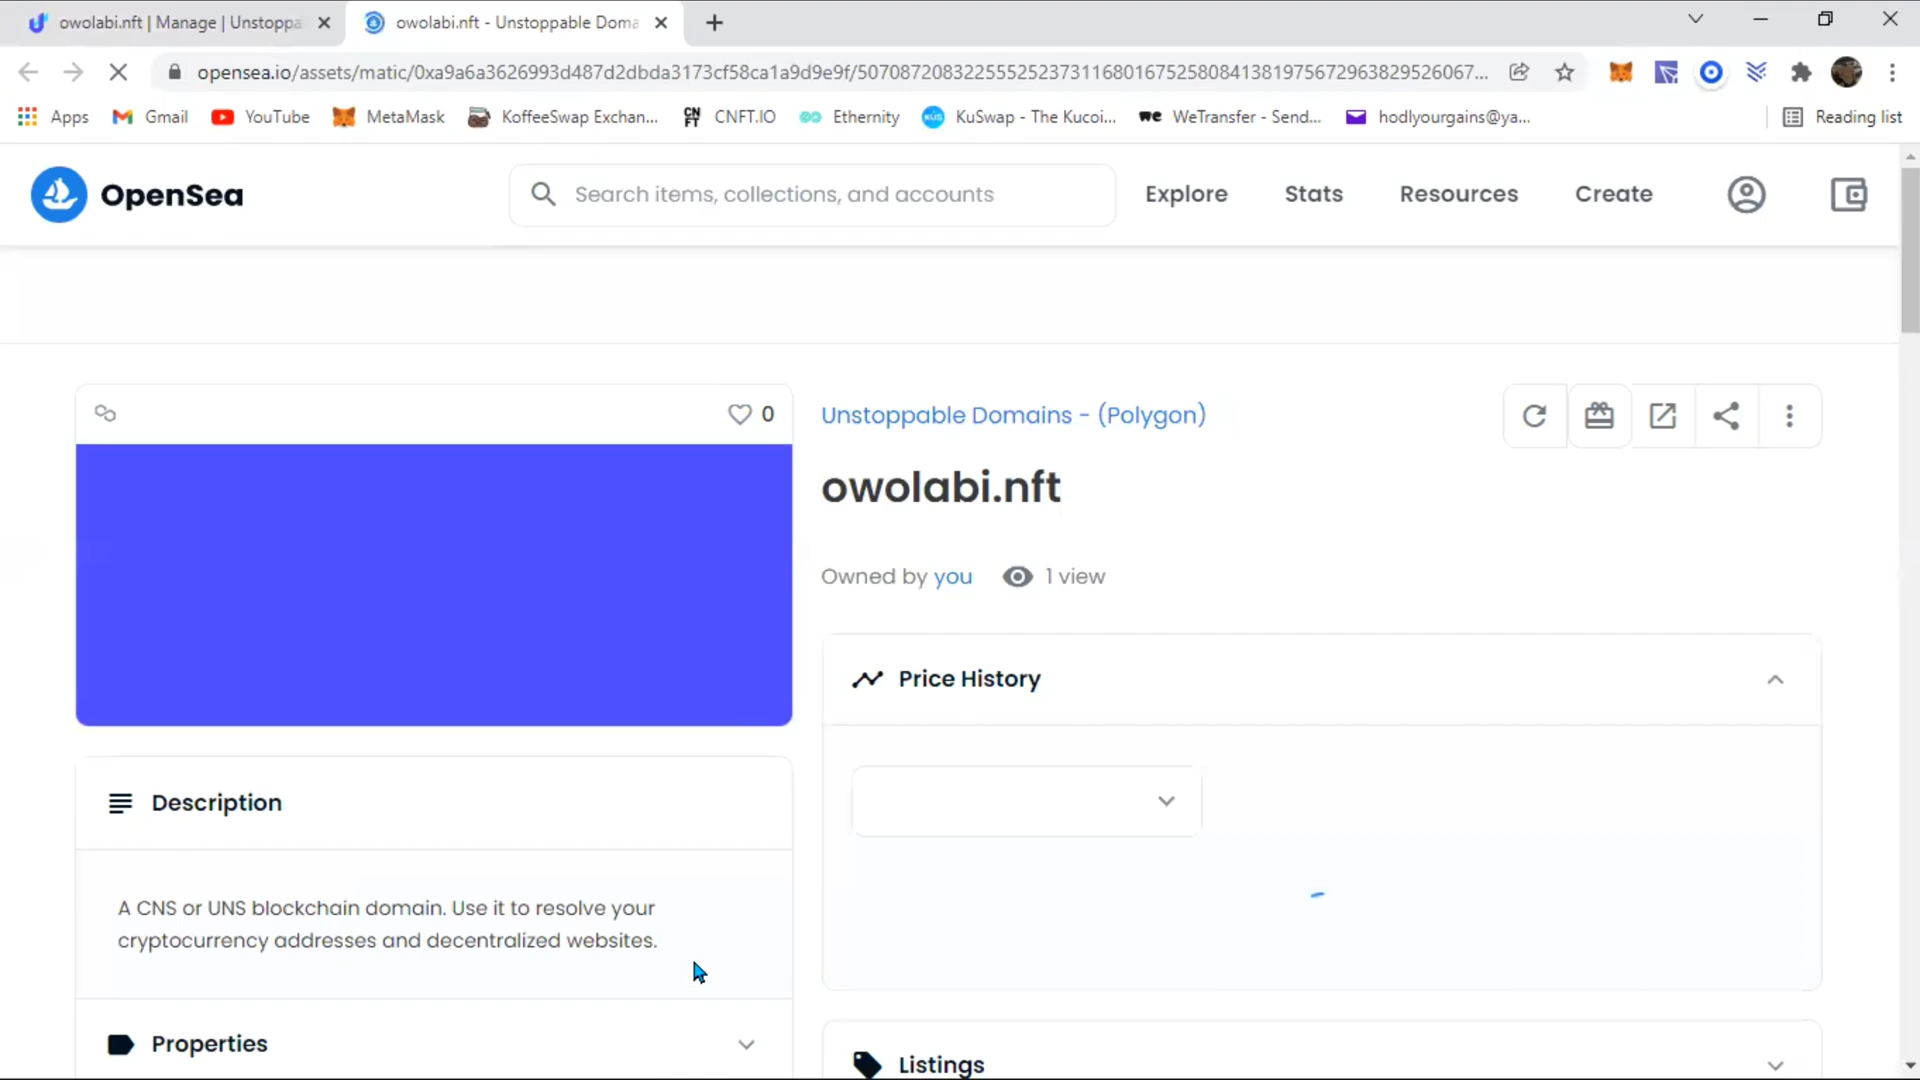 owolabi.nft | Manage | Unstoppa
owolabi.nft - Unstoppable Doma
opensea.io/assets/matic/0xa9a6a3626993d487d2dbda3173cf58ca1a9d9e9f/50708720832255525237311680167525808413819756729638295260​67...
Apps
Gmail
YouTube
MetaMask
KoffeeSwap Exchan...
CNFT.IO
Ethernity
KuSwap - The Kucoi...
WeTransfer - Send...
hodlyourgains@ya...
Reading list
OpenSea
Search items, collections, and accounts
Explore
Stats
Resources
Create
0
Unstoppable Domains - (Polygon)
owolabi.nft
Owned by you
1 view
Price History
Description
A CNS or UNS blockchain domain. Use it to resolve your
cryptocurrency addresses and decentralized websites.
Properties
Listings